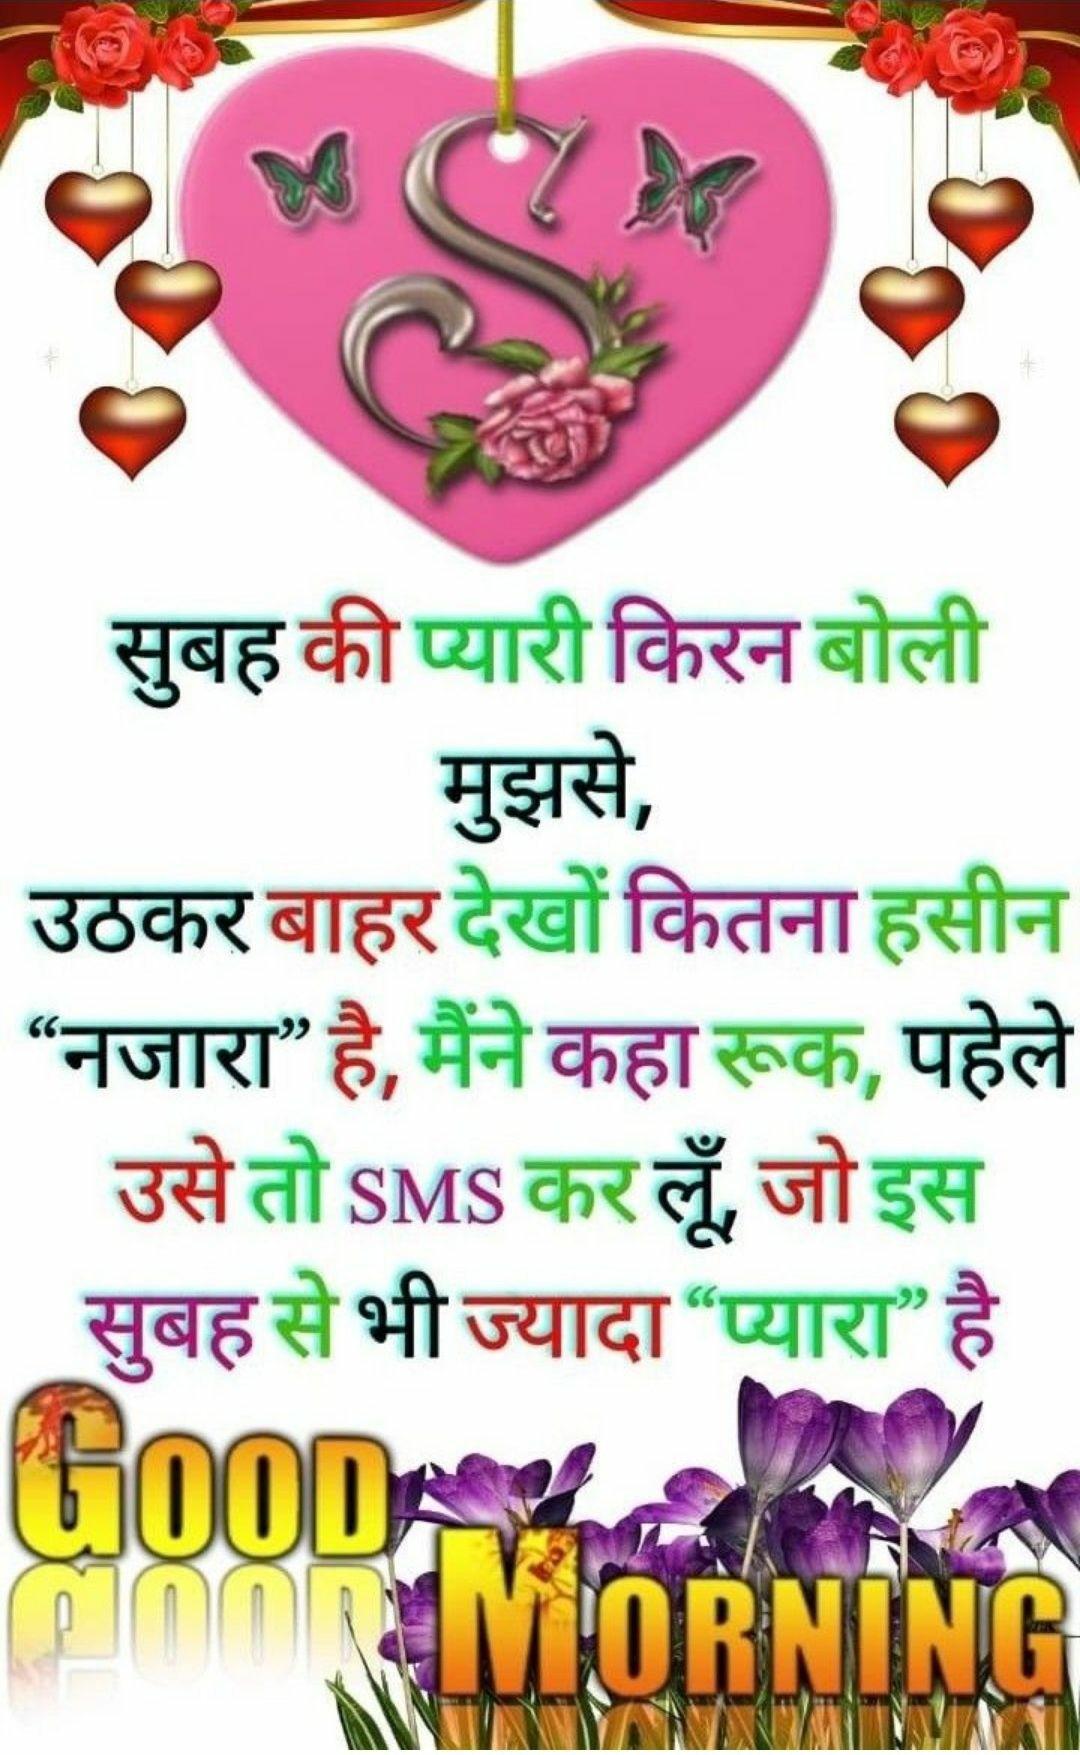 S
सुबह की प्यारी किरन बोली
मुझसे,
उठकर बाहर देखों कितना हसीन
“नजारा” है, मैंने कहा रूक, पहेले
उसे तो SMS कर लूँ, जो इस
सुबह से भी ज्यादा “प्यारा” है
GOOD
MORNING